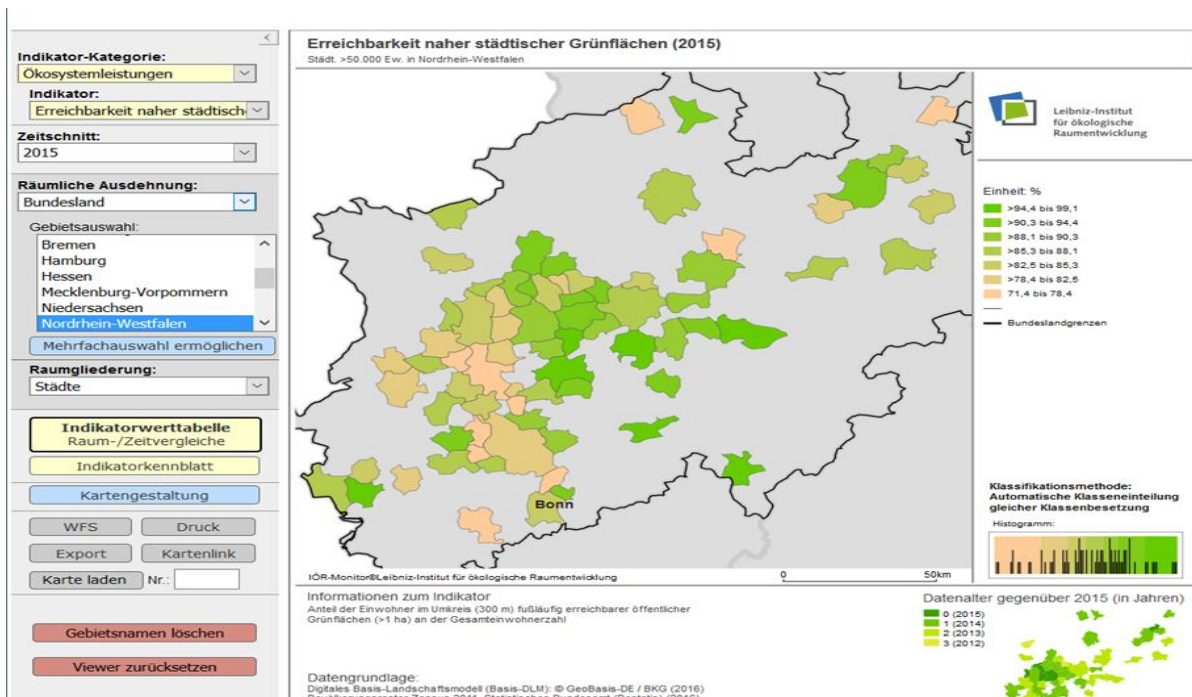 Indikator-Kategorie:
Ökosystemleistungen
Indikator:
Erreichbarkeit naher städtisch
Zeitschnitt:
2015
Räumliche Ausdehnung:
Bundesland
Gebietsauswahl:
Bremen
Hamburg
Hessen
Mecklenburg-Vorpommern
Niedersachsen
Nordrhein-Westfalen
Mehrfachauswahl ermöglichen
Raumgliederung:
Städte
Indikatorwerttabelle
Raum-/Zeitvergleiche
Indikatorkennblatt
Kartengestaltung
WFS Druck
Export Kartenlink
Karte laden Nr.:
Gebietsnamen löschen
Viewer zurücksetzen
Erreichbarkeit naher städtischer Grünflächen (2015)
Städt. >50.000 Ew. in Nordrhein-Westfalen
Bonn
IÖR-Monitor©Leibniz-Institut für ökologische Raumentwicklung
0 50km
Leibniz-Institut
für ökologische
Raumentwicklung
Einheit: %
>94,4 bis 99,1
>90,3 bis 94,4
>88,1 bis 90,3
>85,3 bis 88,1
>82,5 bis 85,3
>78,4 bis 82,5
71,4 bis 78,4
Bundeslandgrenzen
Klassifikationsmethode:
Automatische Klasseneinteilung
gleicher Klassenbesetzung
Histogramm:
Informationen zum Indikator
Anteil der Einwohner im Umkreis (300 m) fußläufig erreichbarer öffentlicher
Grünflächen (>1 ha) an der Gesamteinwohnerzahl
Datengrundlage:
Digitales Basis-Landschaftsmodell (Basis-DLM): © GeoBasis-DE / BKG (2016)
Datenalter gegenüber 2015 (in Jahren)
0 (2015)
1 (2014)
2 (2013)
3 (2012)